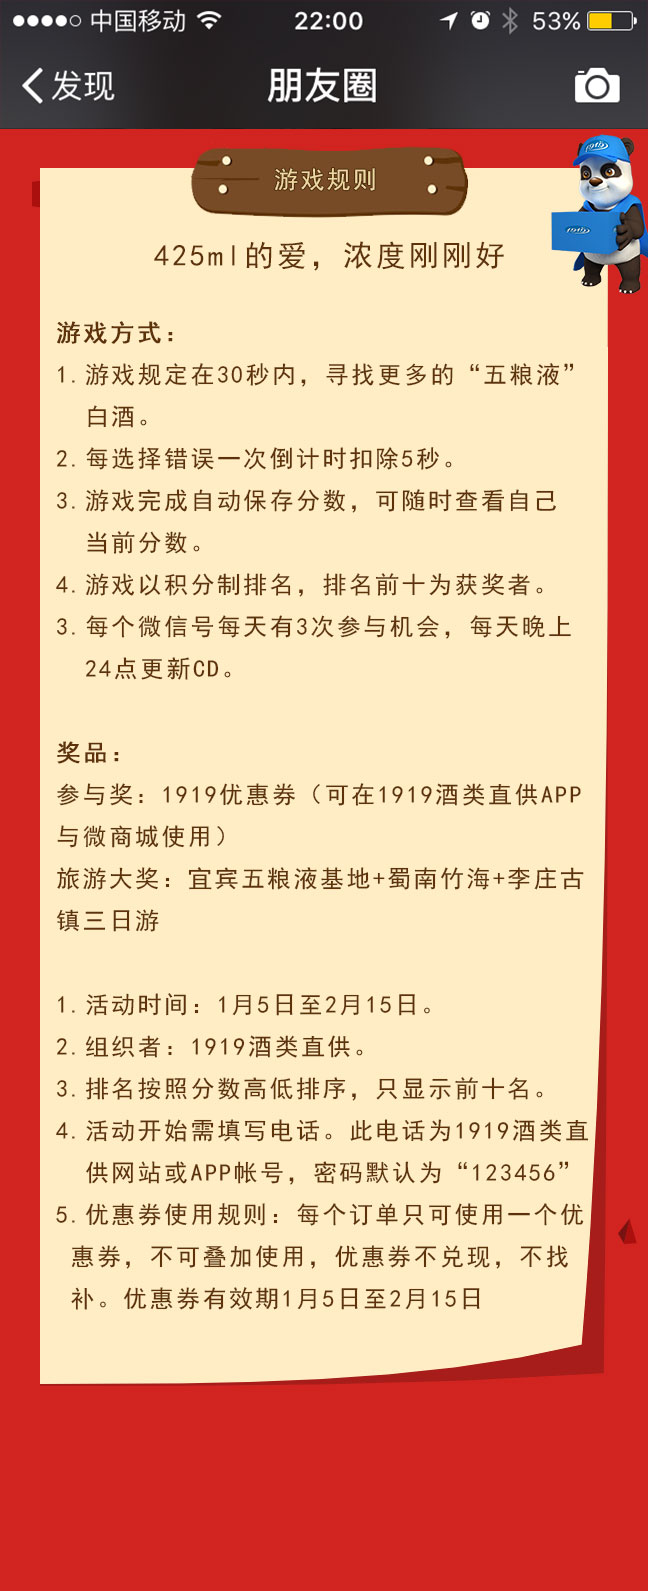 中国移动 22:00 53%
发现 朋友圈
游戏规则
1919
1919
425ml的爱，浓度刚刚好
游戏方式：
1. 游戏规定在30秒内，寻找更多的“五粮液”
白酒。
2. 每选择错误一次倒计时扣除5秒。
3. 游戏完成自动保存分数，可随时查看自己
当前分数。
4. 游戏以积分制排名，排名前十为获奖者。
3. 每个微信号每天有3次参与机会，每天晚上
24点更新CD。
奖品：
参与奖：1919优惠券（可在1919酒类直供APP
与微商城使用）
旅游大奖：宜宾五粮液基地+蜀南竹海+李庄古
镇三日游
1. 活动时间：1月5日至2月15日。
2. 组织者：1919酒类直供。
3. 排名按照分数高低排序，只显示前十名。
4. 活动开始需填写电话。此电话为1919酒类直
供网站或APP帐号，密码默认为“123456”
5. 优惠券使用规则：每个订单只可使用一个优
惠券，不可叠加使用，优惠券不兑现，不找
补。优惠券有效期1月5日至2月15日